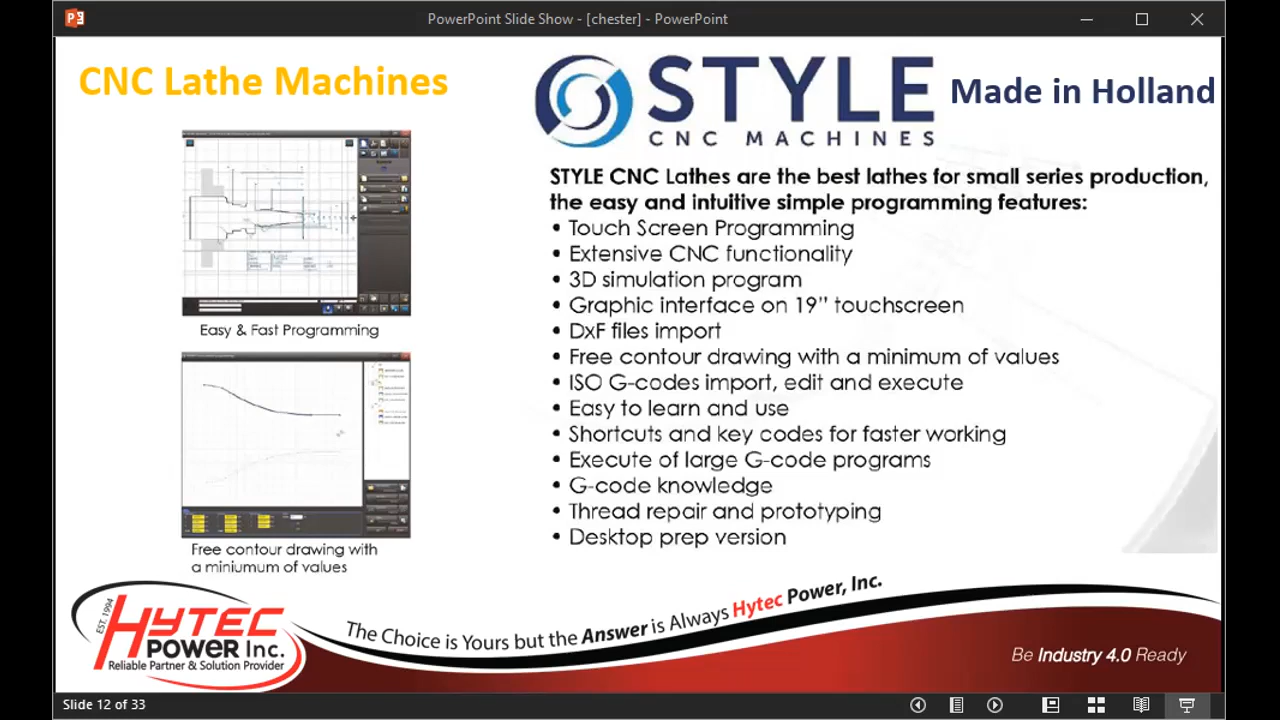 PowerPoint Slide Show - [chester] - PowerPoint
CNC Lathe Machines
STYLE
CNC MACHINES
Made in Holland
Easy & Fast Programming
Free contour drawing with
a miniumum of values
STYLE CNC Lathes are the best lathes for small series production,
the easy and intuitive simple programming features:
• Touch Screen Programming
• Extensive CNC functionality
• 3D simulation program
• Graphic interface on 19” touchscreen
• DxF files import
• Free contour drawing with a minimum of values
• ISO G-codes import, edit and execute
• Easy to learn and use
• Shortcuts and key codes for faster working
• Execute of large G-code programs
• G-code knowledge
• Thread repair and prototyping
• Desktop prep version
EST. 1994
HYTEC
POWER Inc.
Reliable Partner & Solution Provider
The Choice is Yours but the Answer is Always Hytec Power, Inc.
Be Industry 4.0 Ready
Slide 12 of 33